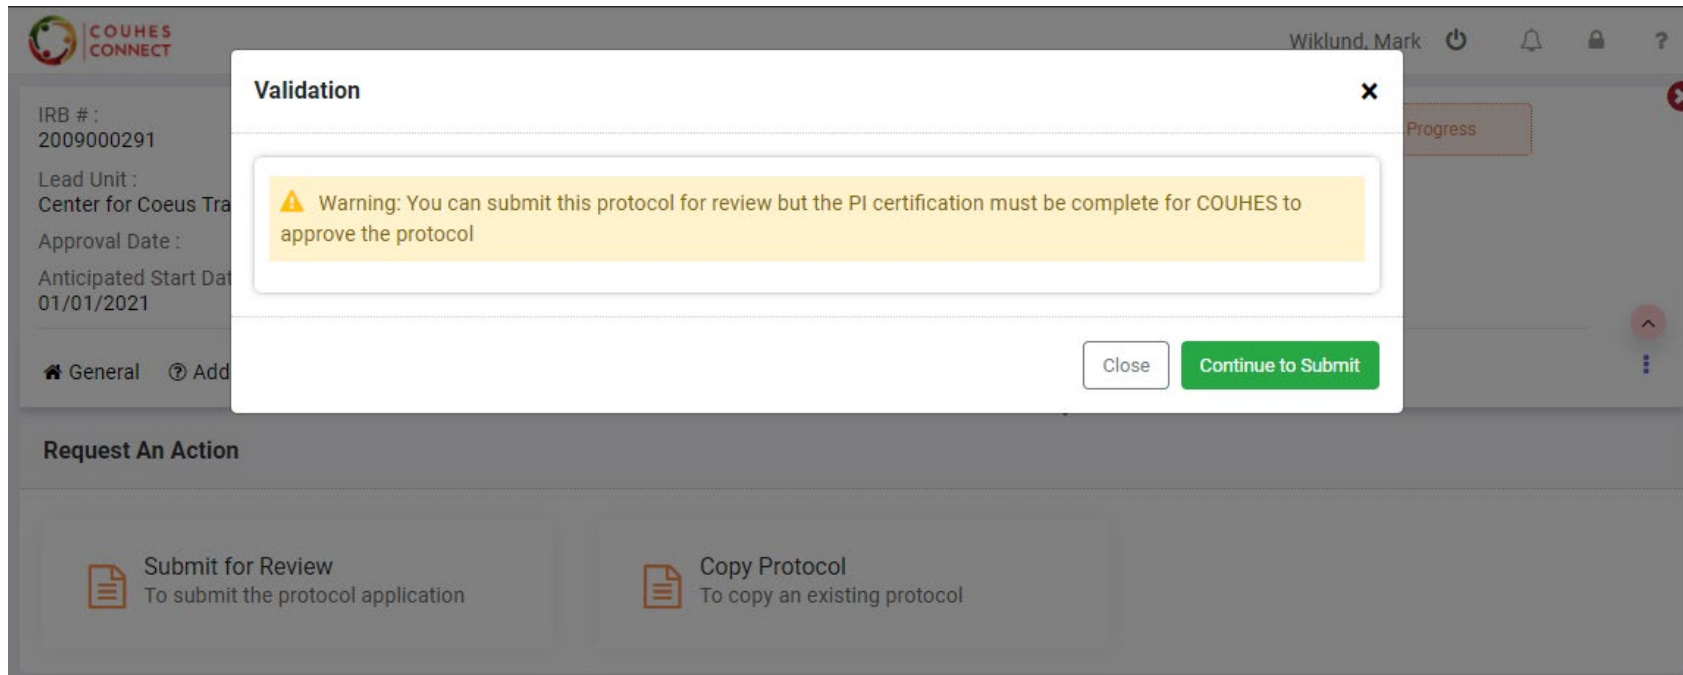 COUHES
CONNECT
Wiklund, Mark
?
Validation
IRB # :
2009000291
Progress
Lead Unit :
Center for Coeus Tra
Warning: You can submit this protocol for review but the PI certification must be complete for COUHES to
approve the protocol
Approval Date :
Anticipated Start Dat
01/01/2021
Close
Continue to Submit
General
Add
Request An Action
Submit for Review
To submit the protocol application
Copy Protocol
To copy an existing protocol